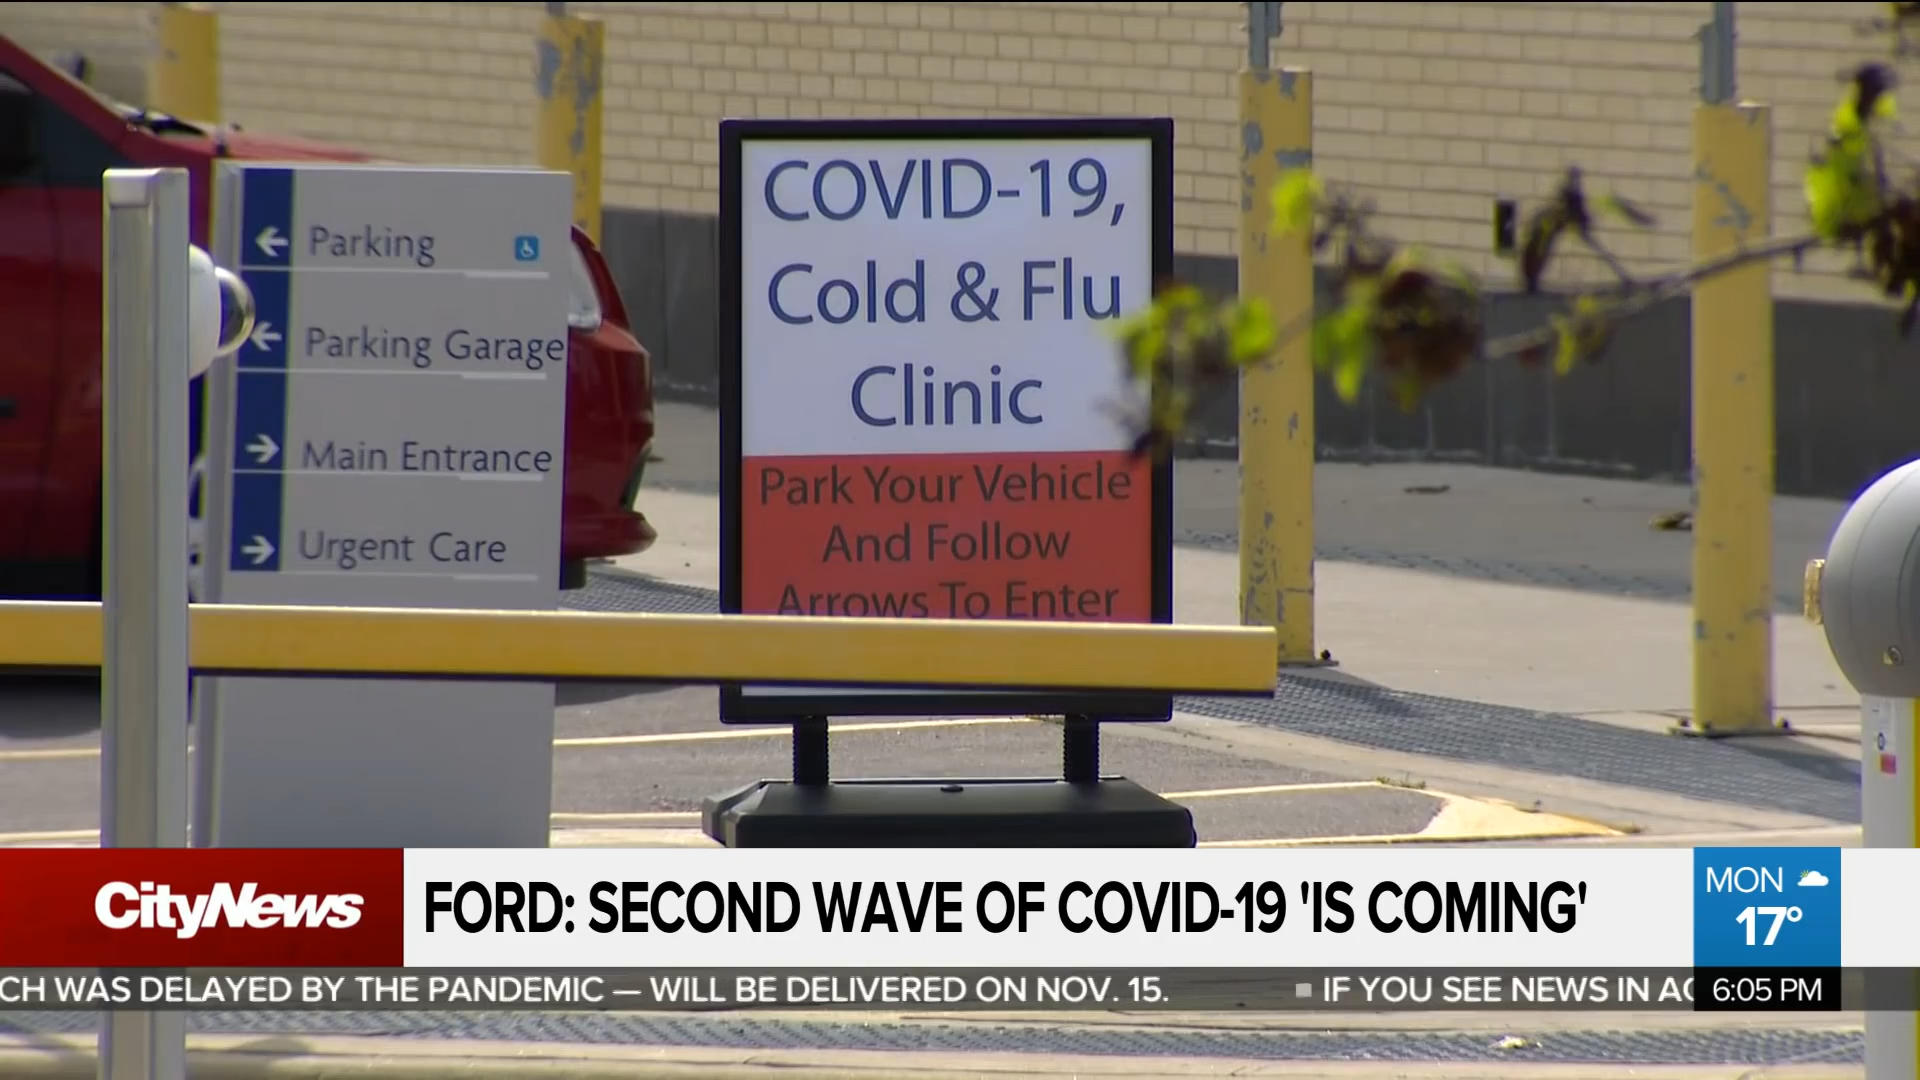 Parking
Parking Garage
Main Entrance
Urgent Care
COVID-19,
Cold & Flu
Clinic
Park Your Vehicle
And Follow
Arrows To Enter
CityNews
FORD: SECOND WAVE OF COVID-19 'IS COMING'
MON
17°
CH WAS DELAYED BY THE PANDEMIC — WILL BE DELIVERED ON NOV. 15.
IF YOU SEE NEWS IN AC
6:05 PM